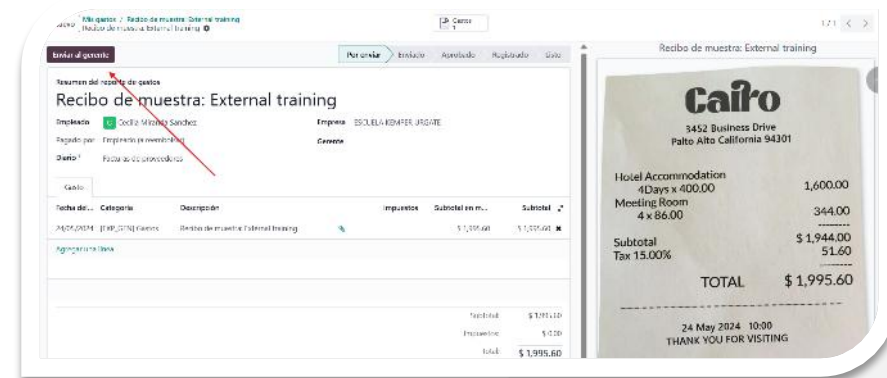 Nuevo
Mis gastos / Recibo de muestra: External training
Recibo de muestra: External training
Gastos
1
1 / 1
Enviar al gerente
Por enviar
Enviado
Aprobado
Registrado
Listo
Resumen del reporte de gastos
Recibo de muestra: External training
Empleado
Cecilia Miranda Sanchez
Empresa
ESCUELA KEMPER URGATE
Pagado por
Empleado (a reembolsar)
Gerente
Diario ?
Facturas de proveedores
Gasto
Fecha del...
Categoría
Descripción
Impuestos
Subtotal en m...
Subtotal
24/05/2024
[EXP_GEN] Gastos
Recibo de muestra: External training
$ 1,995.60
$ 1,995.60
Agregar una línea
Subtotal:
$ 1,995.60
Impuestos:
$ 0.00
Total:
$ 1,995.60
Recibo de muestra: External training
Cairo
3452 Business Drive
Palto Alto California 94301
Hotel Accommodation
4Days x 400.00
1,600.00
Meeting Room
4 x 86.00
344.00
Subtotal
$ 1,944.00
Tax 15.00%
51.60
TOTAL
$ 1,995.60
24 May 2024 10:00
THANK YOU FOR VISITING